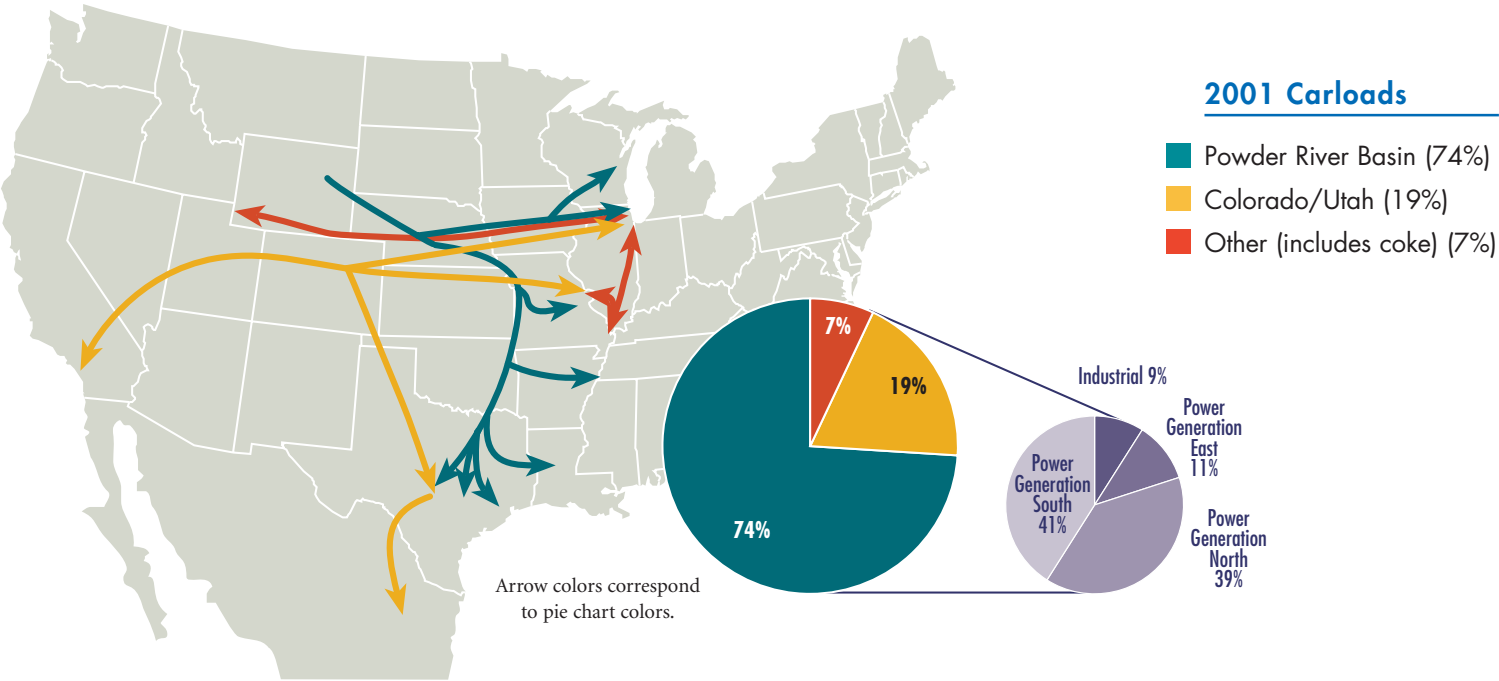 2001 Carloads
Powder River Basin (74%)
Colorado/Utah (19%)
Other (includes coke) (7%)
7%
19%
74%
Industrial 9%
Power
Generation
East
11%
Power
Generation
South
41%
Power
Generation
North
39%
Arrow colors correspond
to pie chart colors.